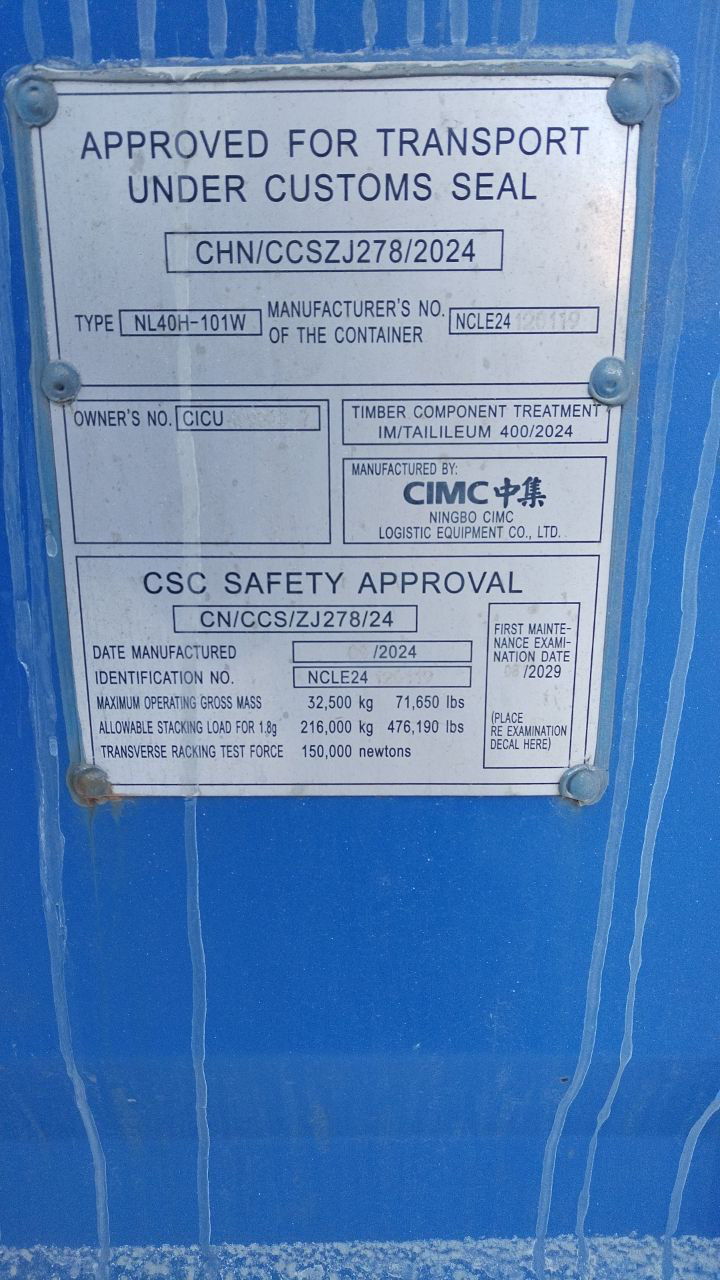 APPROVED FOR TRANSPORT
UNDER CUSTOMS SEAL
CHN/CCSZJ278/2024
TYPE NL40H-101W MANUFACTURER'S NO.
OF THE CONTAINER NCLE24
OWNER'S NO. CICU
TIMBER COMPONENT TREATMENT
IM/TAILILEUM 400/2024
MANUFACTURED BY:
CIMC中集
NINGBO CIMC
LOGISTIC EQUIPMENT CO., LTD.
CSC SAFETY APPROVAL
CN/CCS/ZJ278/24
DATE MANUFACTURED /2024
IDENTIFICATION NO. NCLE24
MAXIMUM OPERATING GROSS MASS 32,500 kg 71,650 lbs
ALLOWABLE STACKING LOAD FOR 1.8g 216,000 kg 476,190 lbs
TRANSVERSE RACKING TEST FORCE 150,000 newtons
FIRST MAINTE-
NANCE EXAMI-
NATION DATE
/2029
(PLACE
RE EXAMINATION
DECAL HERE)